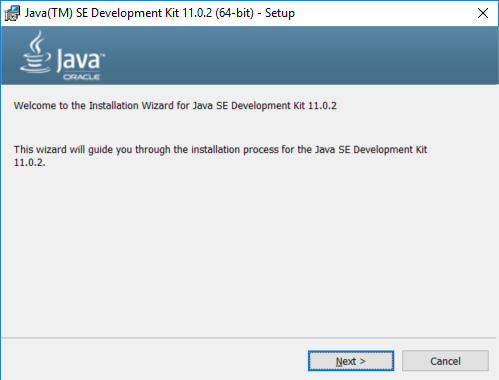 Java(TM) SE Development Kit 11.0.2 (64-bit) - Setup
Java™
ORACLE
Welcome to the Installation Wizard for Java SE Development Kit 11.0.2
This wizard will guide you through the installation process for the Java SE Development Kit
11.0.2.
Next >
Cancel